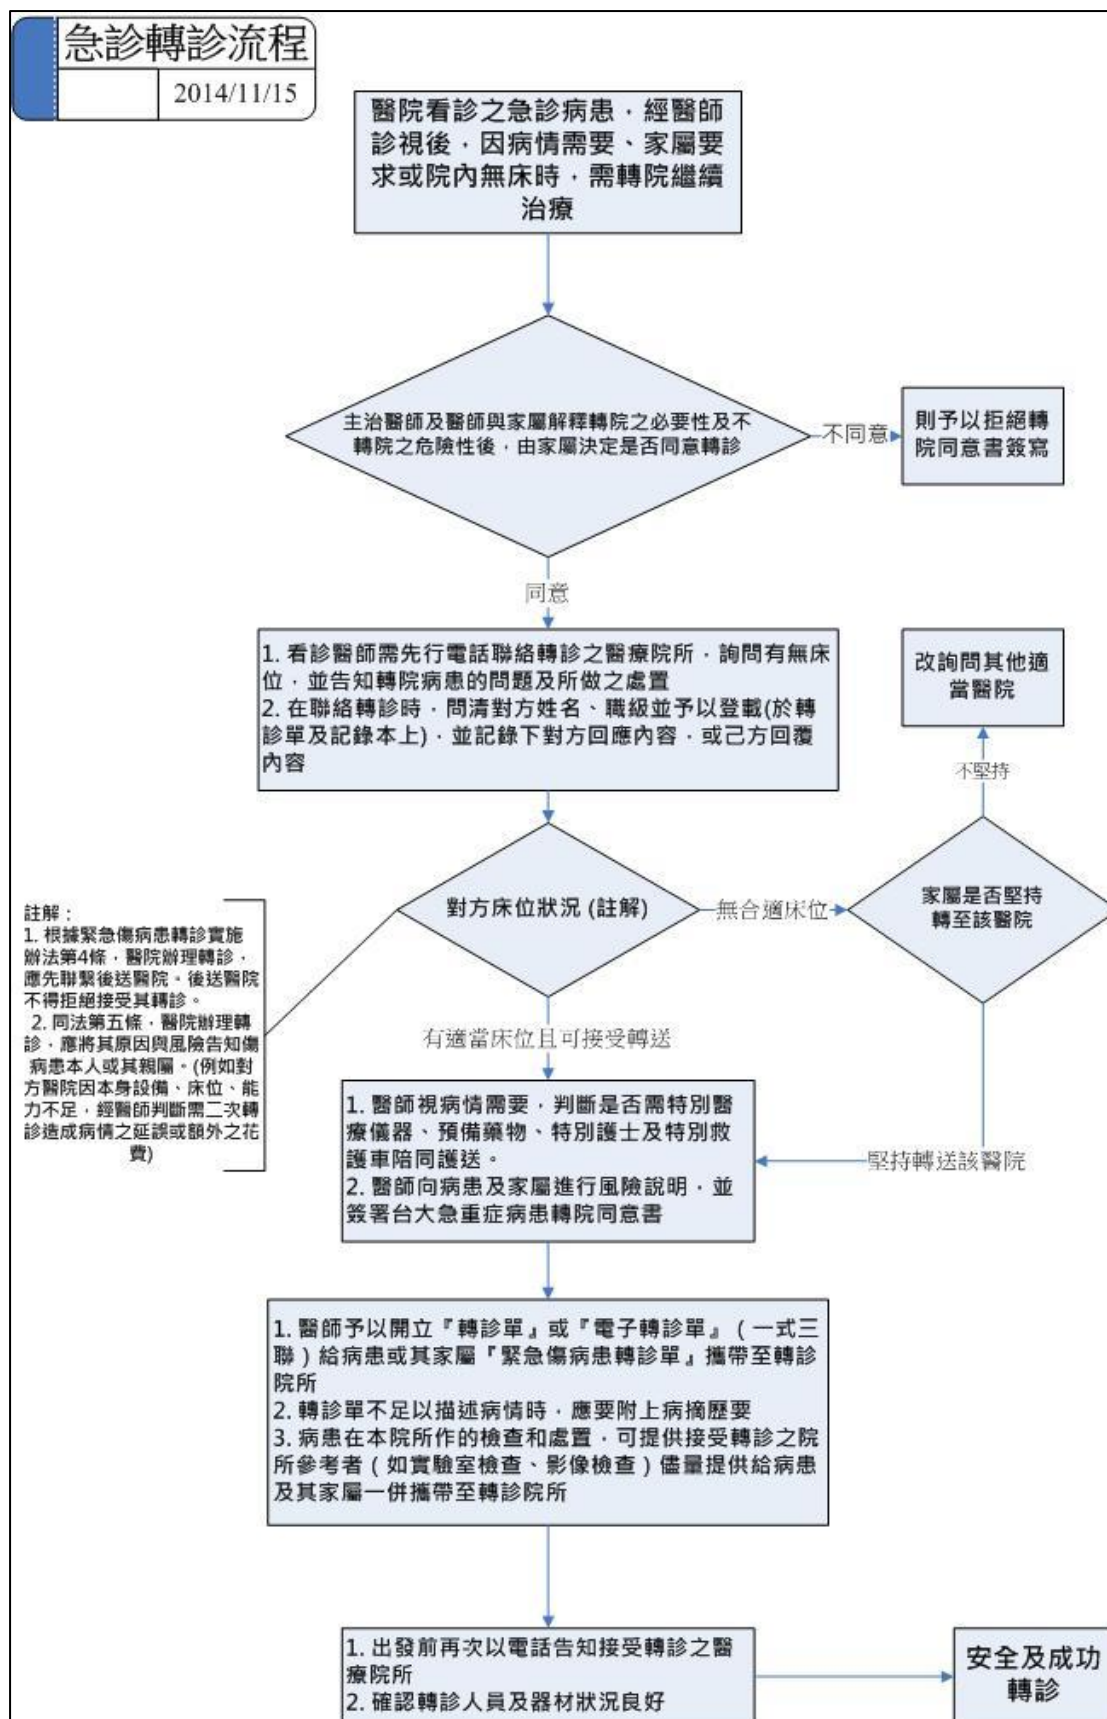 急診轉診流程
2014/11/15
醫院看診之急診病患，經醫師
診視後，因病情需要、家屬要
求或院內無床時，需轉院繼續
治療
主治醫師及醫師與家屬解釋轉院之必要性及不
轉院之危險性後，由家屬決定是否同意轉診
不同意
則予以拒絕轉
院同意書簽寫
同意
1. 看診醫師需先行電話聯絡轉診之醫療院所，詢問有無床
位，並告知轉院病患的問題及所做之處置
2. 在聯絡轉診時，問清對方姓名、職級並予以登載(於轉
診單及記錄本上)，並記錄下對方回應內容，或己方回覆
內容
改詢問其他適
當醫院
不堅持
對方床位狀況 (註解)
無合適床位
家屬是否堅持
轉至該醫院
註解：
1. 根據緊急傷病患轉診實施
辦法第4條，醫院辦理轉診，
應先聯繫後送醫院。後送醫院
不得拒絕接受其轉診。
2. 同法第五條，醫院辦理轉
診，應將其原因與風險告知傷
病患本人或其親屬。(例如對
方醫院因本身設備、床位、能
力不足，經醫師判斷需二次轉
診造成病情之延誤或額外之花
費)
有適當床位且可接受轉送
堅持轉送該醫院
1. 醫師視病情需要，判斷是否需特別醫
療儀器、預備藥物、特別護士及特別救
護車陪同護送。
2. 醫師向病患及家屬進行風險說明，並
簽署台大急重症病患轉院同意書
1. 醫師予以開立『轉診單』或『電子轉診單』（一式三
聯）給病患或其家屬『緊急傷病患轉診單』攜帶至轉診
院所
2. 轉診單不足以描述病情時，應要附上病摘歷要
3. 病患在本院所作的檢查和處置，可提供接受轉診之院
所參考者（如實驗室檢查、影像檢查）儘量提供給病患
及其家屬一併攜帶至轉診院所
1. 出發前再次以電話告知接受轉診之醫
療院所
2. 確認轉診人員及器材狀況良好
安全及成功
轉診